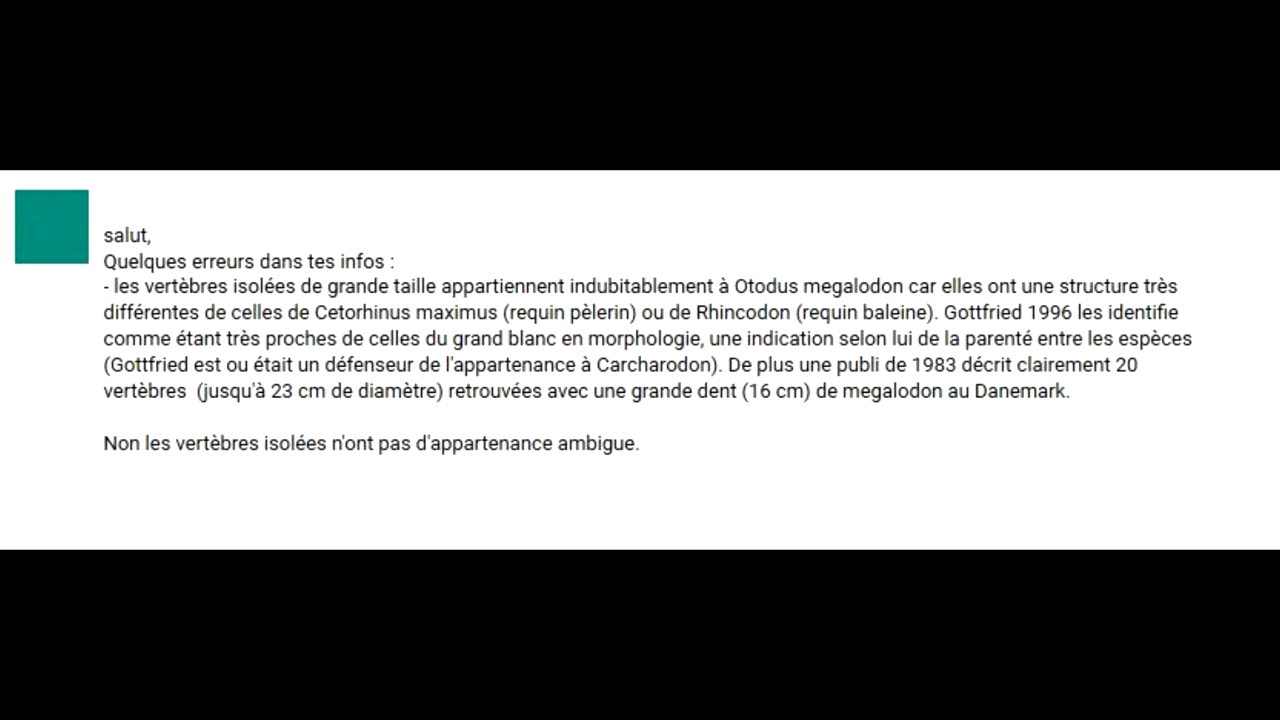 salut,
Quelques erreurs dans tes infos :
- les vertèbres isolées de grande taille appartiennent indubitablement à Otodus megalodon car elles ont une structure très
différentes de celles de Cetorhinus maximus (requin pèlerin) ou de Rhincodon (requin baleine). Gottfried 1996 les identifie
comme étant très proches de celles du grand blanc en morphologie, une indication selon lui de la parenté entre les espèces
(Gottfried est ou était un défenseur de l'appartenance à Carcharodon). De plus une publi de 1983 décrit clairement 20
vertèbres  (jusqu'à 23 cm de diamètre) retrouvées avec une grande dent (16 cm) de megalodon au Danemark.
Non les vertèbres isolées n'ont pas d'appartenance ambigue.